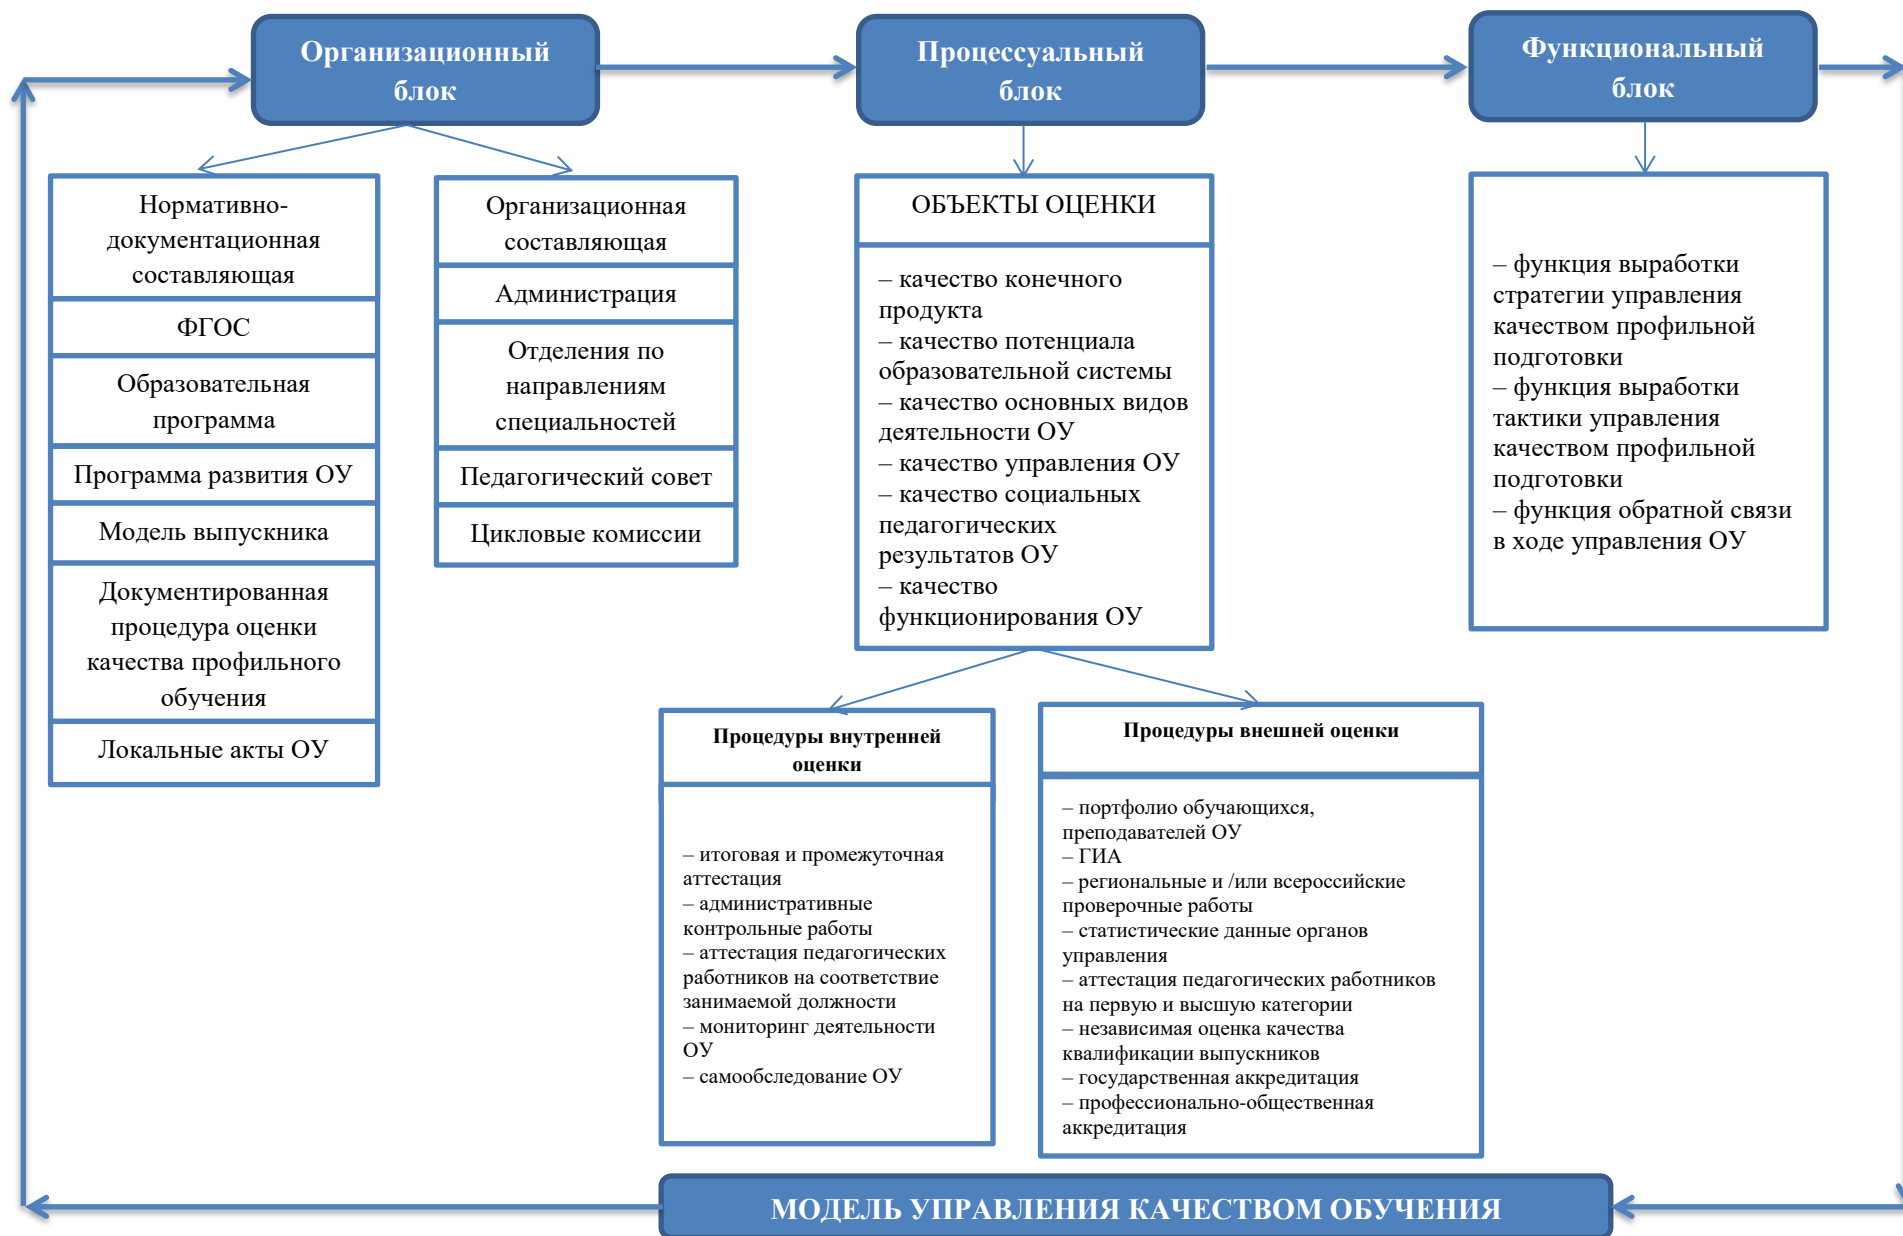 Организационный
блок
Процессуальный
блок
Функциональный
блок
Нормативно-
документационная
составляющая
ФГОС
Образовательная
программа
Программа развития ОУ
Модель выпускника
Документированная
процедура оценки
качества профильного
обучения
Локальные акты ОУ
Организационная
составляющая
Администрация
Отделения по
направлениям
специальностей
Педагогический совет
Цикловые комиссии
ОБЪЕКТЫ ОЦЕНКИ
– качество конечного
продукта
– качество потенциала
образовательной системы
– качество основных видов
деятельности ОУ
– качество управления ОУ
– качество социальных
педагогических
результатов ОУ
– качество
функционирования ОУ
– функция выработки
стратегии управления
качеством профильной
подготовки
– функция выработки
тактики управления
качеством профильной
подготовки
– функция обратной связи
в ходе управления ОУ
Процедуры внутренней
оценки
– итоговая и промежуточная
аттестация
– административные
контрольные работы
– аттестация педагогических
работников на соответствие
занимаемой должности
– мониторинг деятельности
ОУ
– самообследование ОУ
Процедуры внешней оценки
– портфолио обучающихся,
преподавателей ОУ
– ГИА
– региональные и /или всероссийские
проверочные работы
– статистические данные органов
управления
– аттестация педагогических работников
на первую и высшую категории
– независимая оценка качества
квалификации выпускников
– государственная аккредитация
– профессионально-общественная
аккредитация
МОДЕЛЬ УПРАВЛЕНИЯ КАЧЕСТВОМ ОБУЧЕНИЯ